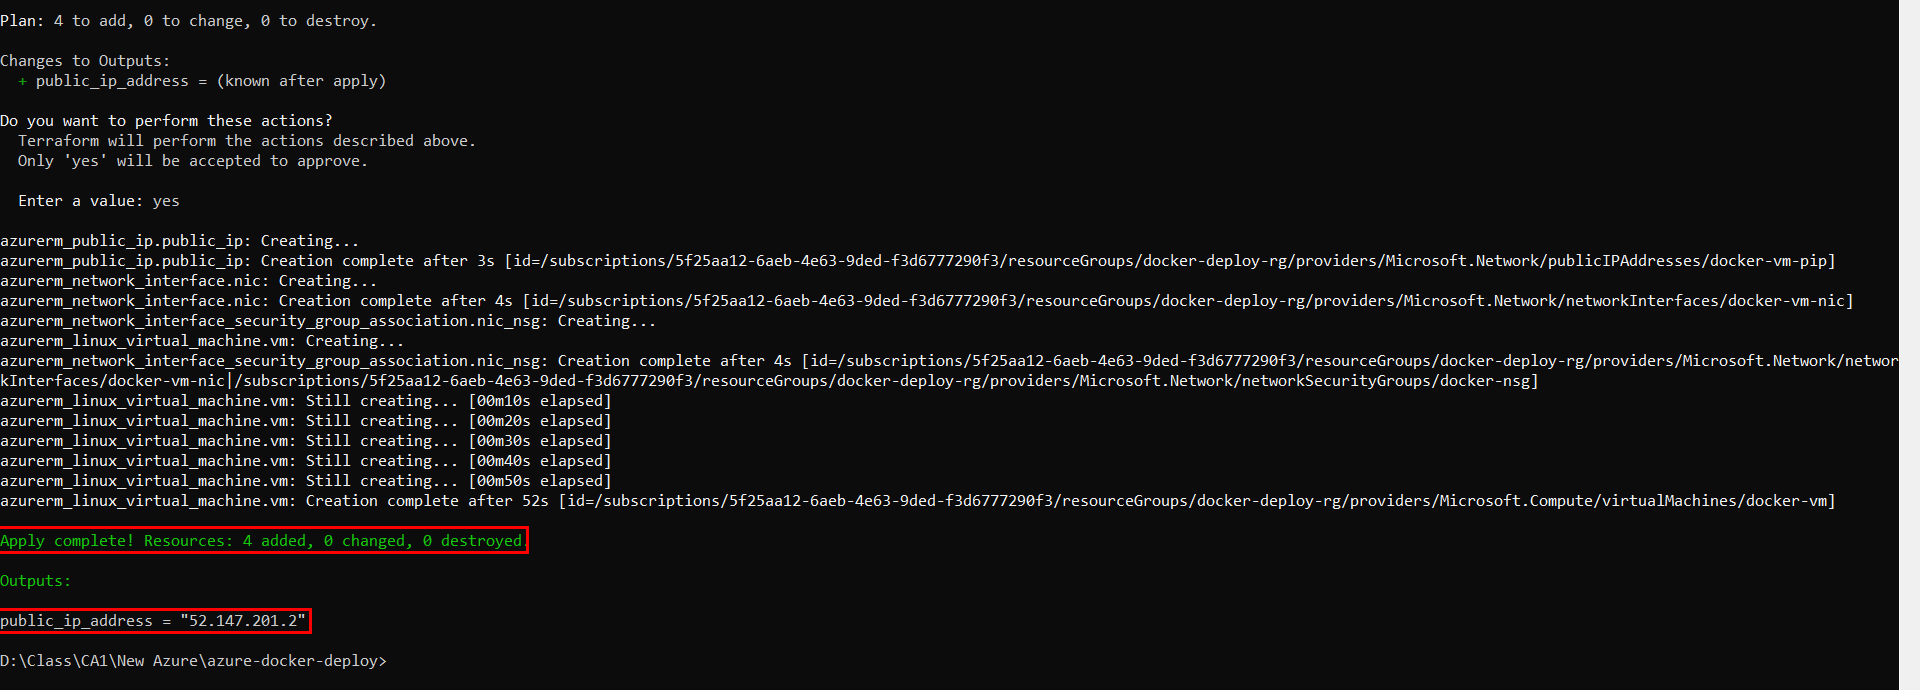 Plan: 4 to add, 0 to change, 0 to destroy.
Changes to Outputs:
+ public_ip_address = (known after apply)
Do you want to perform these actions?
Terraform will perform the actions described above.
Only 'yes' will be accepted to approve.
Enter a value: yes
azurerm_public_ip.public_ip: Creating...
azurerm_public_ip.public_ip: Creation complete after 3s [id=/subscriptions/5f25aa12-6aeb-4e63-9ded-f3d6777290f3/resourceGroups/docker-deploy-rg/providers/Microsoft.Network/publicIPAddresses/docker-vm-pip]
azurerm_network_interface.nic: Creating...
azurerm_network_interface.nic: Creation complete after 4s [id=/subscriptions/5f25aa12-6aeb-4e63-9ded-f3d6777290f3/resourceGroups/docker-deploy-rg/providers/Microsoft.Network/networkInterfaces/docker-vm-nic]
azurerm_network_interface_security_group_association.nic_nsg: Creating...
azurerm_linux_virtual_machine.vm: Creating...
azurerm_network_interface_security_group_association.nic_nsg: Creation complete after 4s [id=/subscriptions/5f25aa12-6aeb-4e63-9ded-f3d6777290f3/resourceGroups/docker-deploy-rg/providers/Microsoft.Network/networ
kInterfaces/docker-vm-nic|/subscriptions/5f25aa12-6aeb-4e63-9ded-f3d6777290f3/resourceGroups/docker-deploy-rg/providers/Microsoft.Network/networkSecurityGroups/docker-nsg]
azurerm_linux_virtual_machine.vm: Still creating... [00m10s elapsed]
azurerm_linux_virtual_machine.vm: Still creating... [00m20s elapsed]
azurerm_linux_virtual_machine.vm: Still creating... [00m30s elapsed]
azurerm_linux_virtual_machine.vm: Still creating... [00m40s elapsed]
azurerm_linux_virtual_machine.vm: Still creating... [00m50s elapsed]
azurerm_linux_virtual_machine.vm: Creation complete after 52s [id=/subscriptions/5f25aa12-6aeb-4e63-9ded-f3d6777290f3/resourceGroups/docker-deploy-rg/providers/Microsoft.Compute/virtualMachines/docker-vm]
Apply complete! Resources: 4 added, 0 changed, 0 destroyed.
Outputs:
public_ip_address = "52.147.201.2"
D:\Class\CA1\New Azure\azure-docker-deploy>